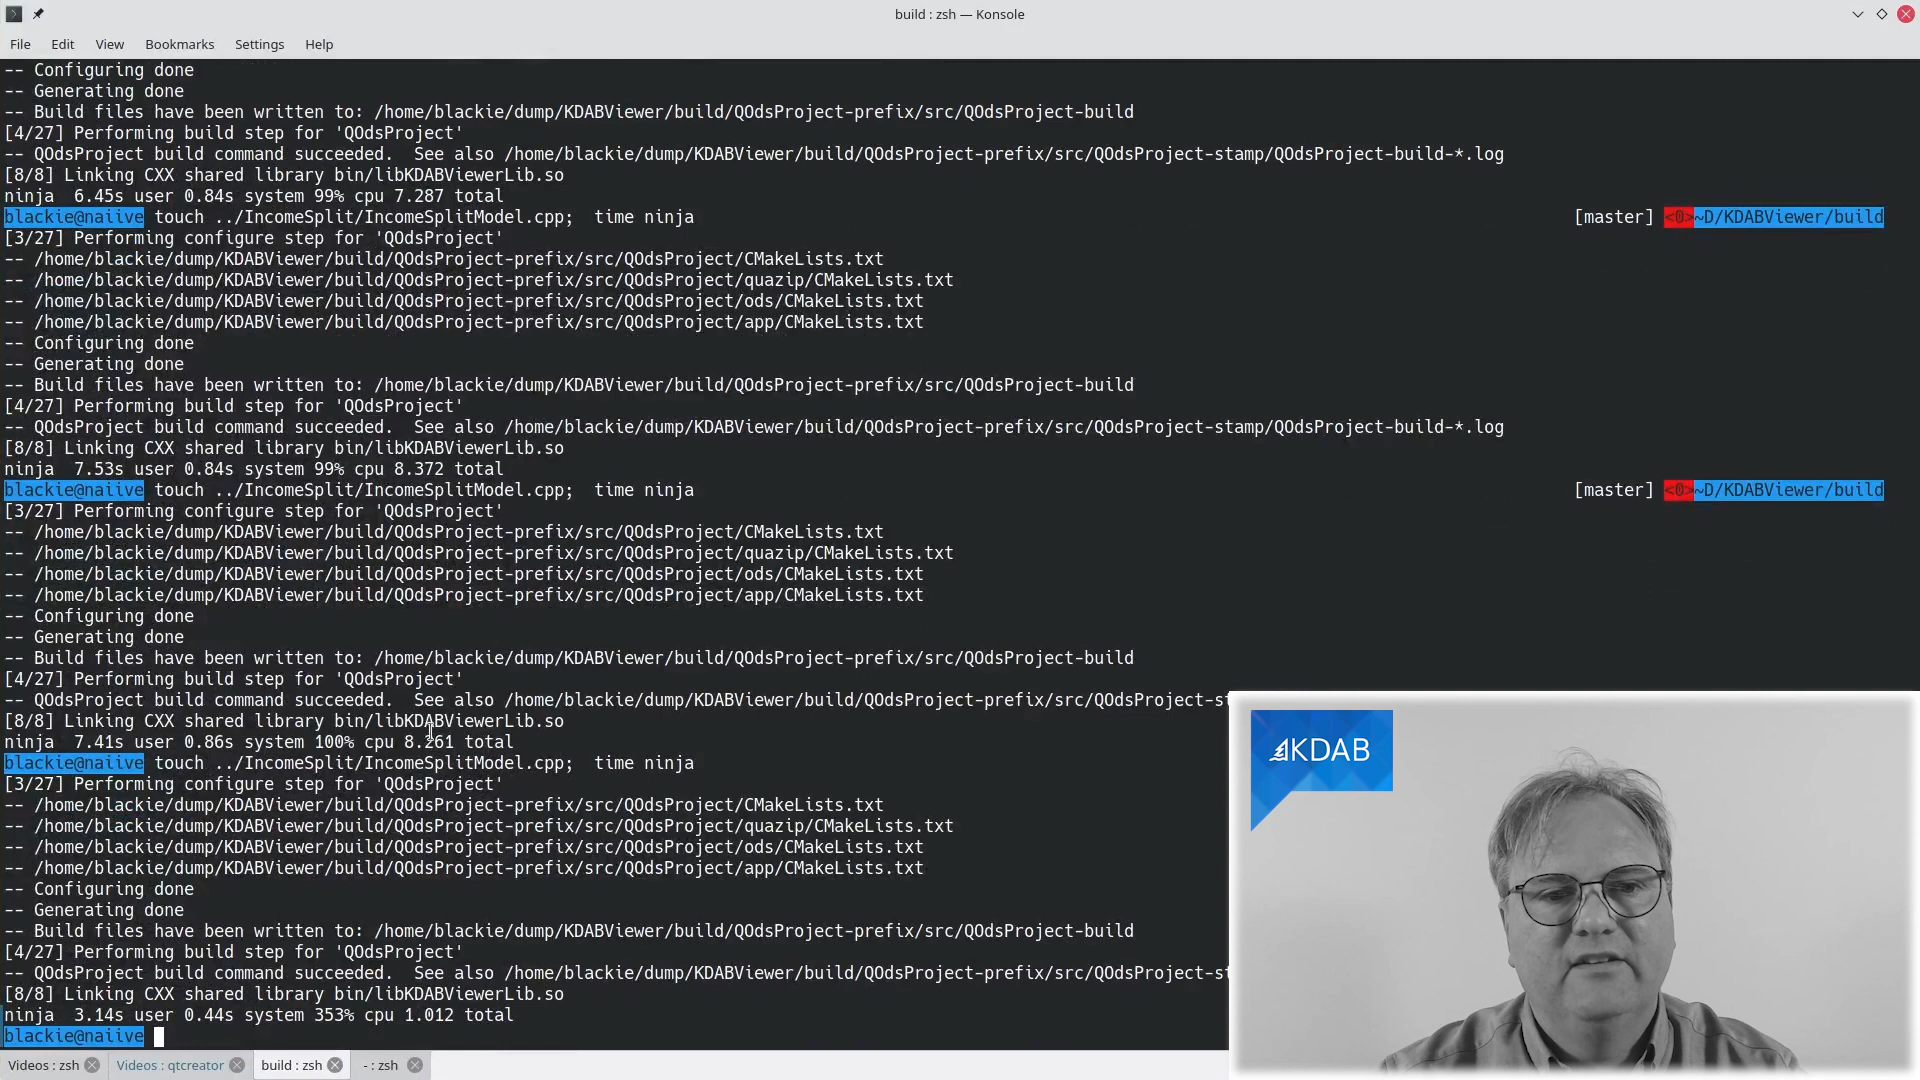 build : zsh — Konsole
File Edit View Bookmarks Settings Help
-- Configuring done
-- Generating done
-- Build files have been written to: /home/blackie/dump/KDABViewer/build/QOdsProject-prefix/src/QOdsProject-build
[4/27] Performing build step for 'QOdsProject'
-- QOdsProject build command succeeded.  See also /home/blackie/dump/KDABViewer/build/QOdsProject-prefix/src/QOdsProject-stamp/QOdsProject-build-*.log
[8/8] Linking CXX shared library bin/libKDABViewerLib.so
ninja  6.45s user 0.84s system 99% cpu 7.287 total
blackie@naiive touch ../IncomeSplit/IncomeSplitModel.cpp;  time ninja [master] <0>~D/KDABViewer/build
[3/27] Performing configure step for 'QOdsProject'
-- /home/blackie/dump/KDABViewer/build/QOdsProject-prefix/src/QOdsProject/CMakeLists.txt
-- /home/blackie/dump/KDABViewer/build/QOdsProject-prefix/src/QOdsProject/quazip/CMakeLists.txt
-- /home/blackie/dump/KDABViewer/build/QOdsProject-prefix/src/QOdsProject/ods/CMakeLists.txt
-- /home/blackie/dump/KDABViewer/build/QOdsProject-prefix/src/QOdsProject/app/CMakeLists.txt
-- Configuring done
-- Generating done
-- Build files have been written to: /home/blackie/dump/KDABViewer/build/QOdsProject-prefix/src/QOdsProject-build
[4/27] Performing build step for 'QOdsProject'
-- QOdsProject build command succeeded.  See also /home/blackie/dump/KDABViewer/build/QOdsProject-prefix/src/QOdsProject-stamp/QOdsProject-build-*.log
[8/8] Linking CXX shared library bin/libKDABViewerLib.so
ninja  7.53s user 0.84s system 99% cpu 8.372 total
blackie@naiive touch ../IncomeSplit/IncomeSplitModel.cpp;  time ninja [master] <0>~D/KDABViewer/build
[3/27] Performing configure step for 'QOdsProject'
-- /home/blackie/dump/KDABViewer/build/QOdsProject-prefix/src/QOdsProject/CMakeLists.txt
-- /home/blackie/dump/KDABViewer/build/QOdsProject-prefix/src/QOdsProject/quazip/CMakeLists.txt
-- /home/blackie/dump/KDABViewer/build/QOdsProject-prefix/src/QOdsProject/ods/CMakeLists.txt
-- /home/blackie/dump/KDABViewer/build/QOdsProject-prefix/src/QOdsProject/app/CMakeLists.txt
-- Configuring done
-- Generating done
-- Build files have been written to: /home/blackie/dump/KDABViewer/build/QOdsProject-prefix/src/QOdsProject-build
[4/27] Performing build step for 'QOdsProject'
-- QOdsProject build command succeeded.  See also /home/blackie/dump/KDABViewer/build/QOdsProject-prefix/src/QOdsProject-st
[8/8] Linking CXX shared library bin/libKDABViewerLib.so
ninja  7.41s user 0.86s system 100% cpu 8.261 total
blackie@naiive touch ../IncomeSplit/IncomeSplitModel.cpp;  time ninja
[3/27] Performing configure step for 'QOdsProject'
-- /home/blackie/dump/KDABViewer/build/QOdsProject-prefix/src/QOdsProject/CMakeLists.txt
-- /home/blackie/dump/KDABViewer/build/QOdsProject-prefix/src/QOdsProject/quazip/CMakeLists.txt
-- /home/blackie/dump/KDABViewer/build/QOdsProject-prefix/src/QOdsProject/ods/CMakeLists.txt
-- /home/blackie/dump/KDABViewer/build/QOdsProject-prefix/src/QOdsProject/app/CMakeLists.txt
-- Configuring done
-- Generating done
-- Build files have been written to: /home/blackie/dump/KDABViewer/build/QOdsProject-prefix/src/QOdsProject-build
[4/27] Performing build step for 'QOdsProject'
-- QOdsProject build command succeeded.  See also /home/blackie/dump/KDABViewer/build/QOdsProject-prefix/src/QOdsProject-st
[8/8] Linking CXX shared library bin/libKDABViewerLib.so
ninja  3.14s user 0.44s system 353% cpu 1.012 total
blackie@naiive
KDAB
Videos : zsh Videos : qtcreator build : zsh - : zsh